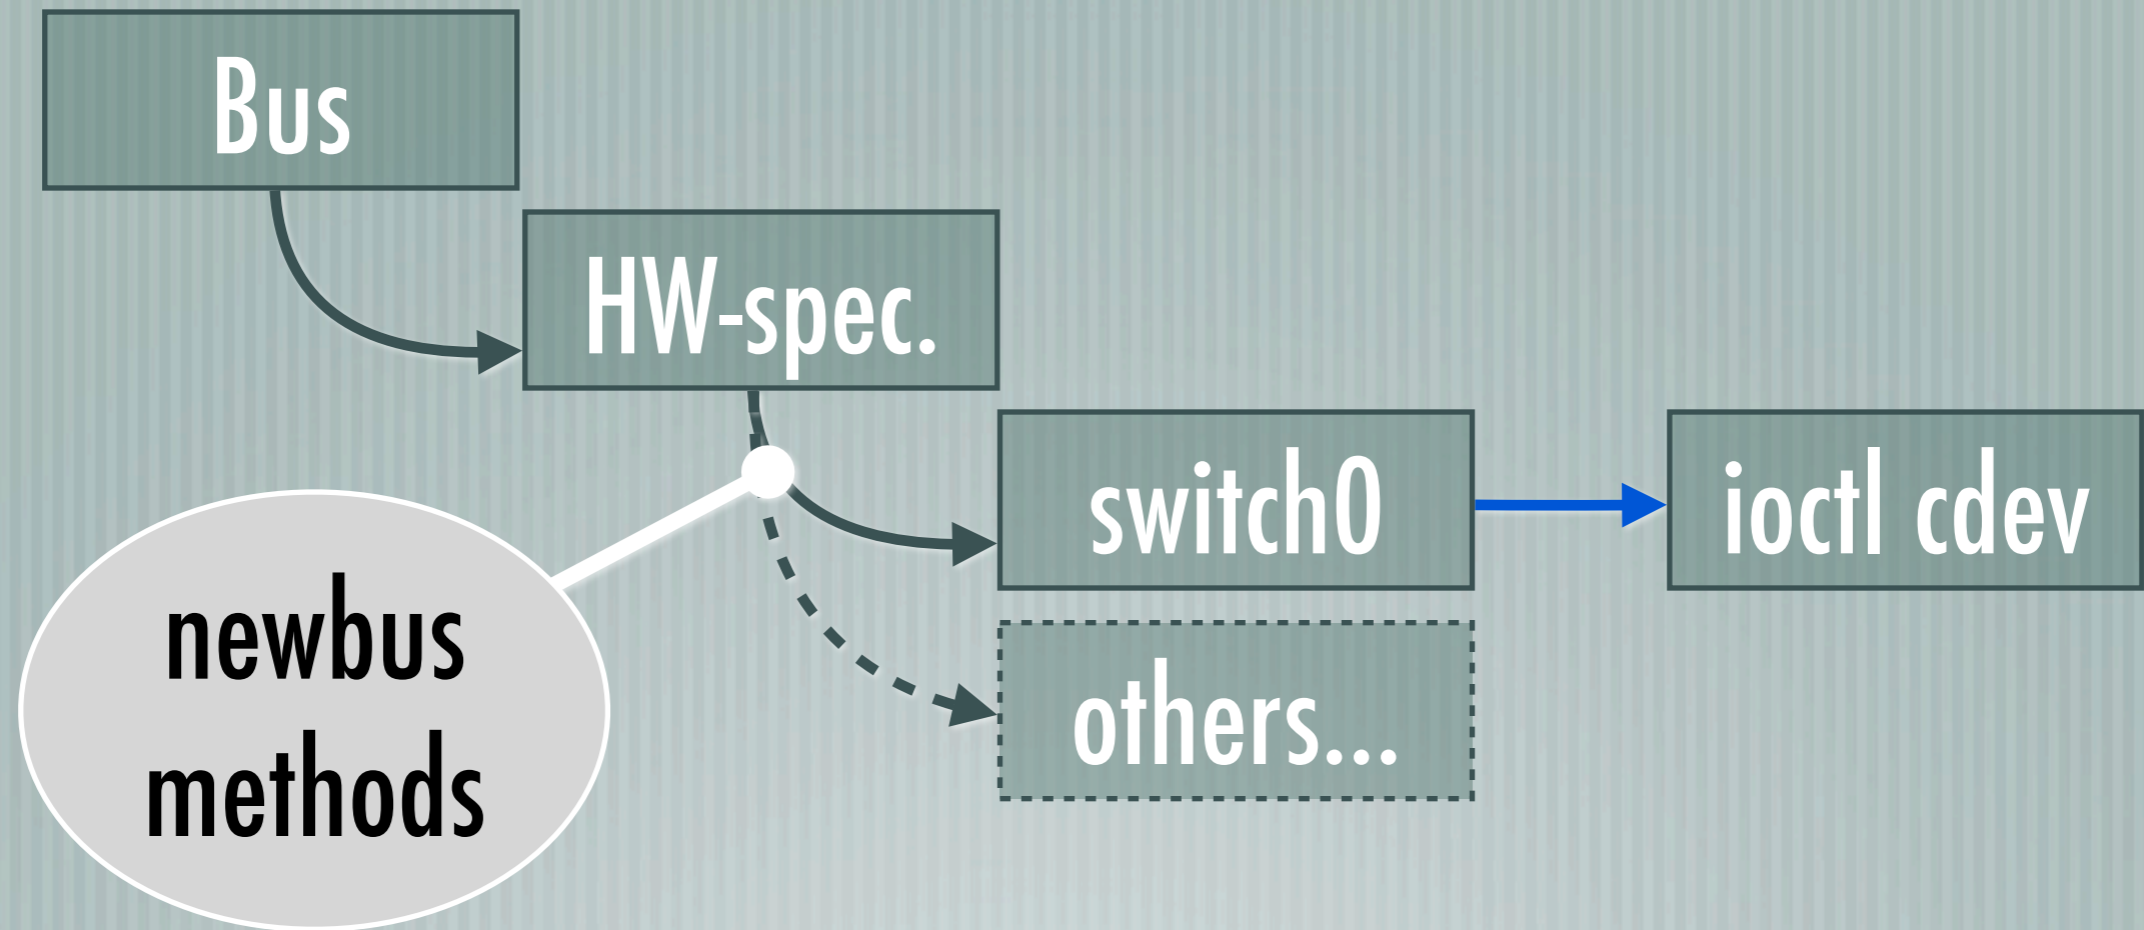 Bus
HW-spec.
switch0
ioctl cdev
newbus
methods
others...